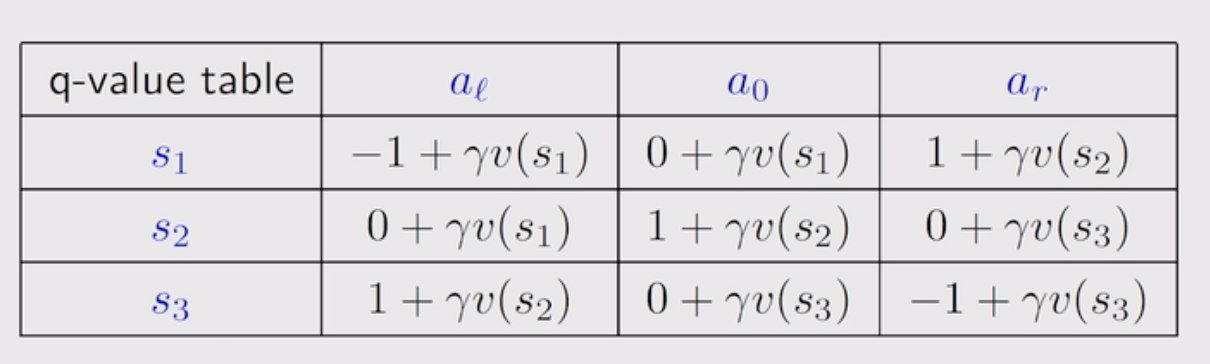 q-value table a_ℓ a_0 a_r
s_1 −1 + γv(s_1) 0 + γv(s_1) 1 + γv(s_2)
s_2 0 + γv(s_1) 1 + γv(s_2) 0 + γv(s_3)
s_3 1 + γv(s_2) 0 + γv(s_3) −1 + γv(s_3)